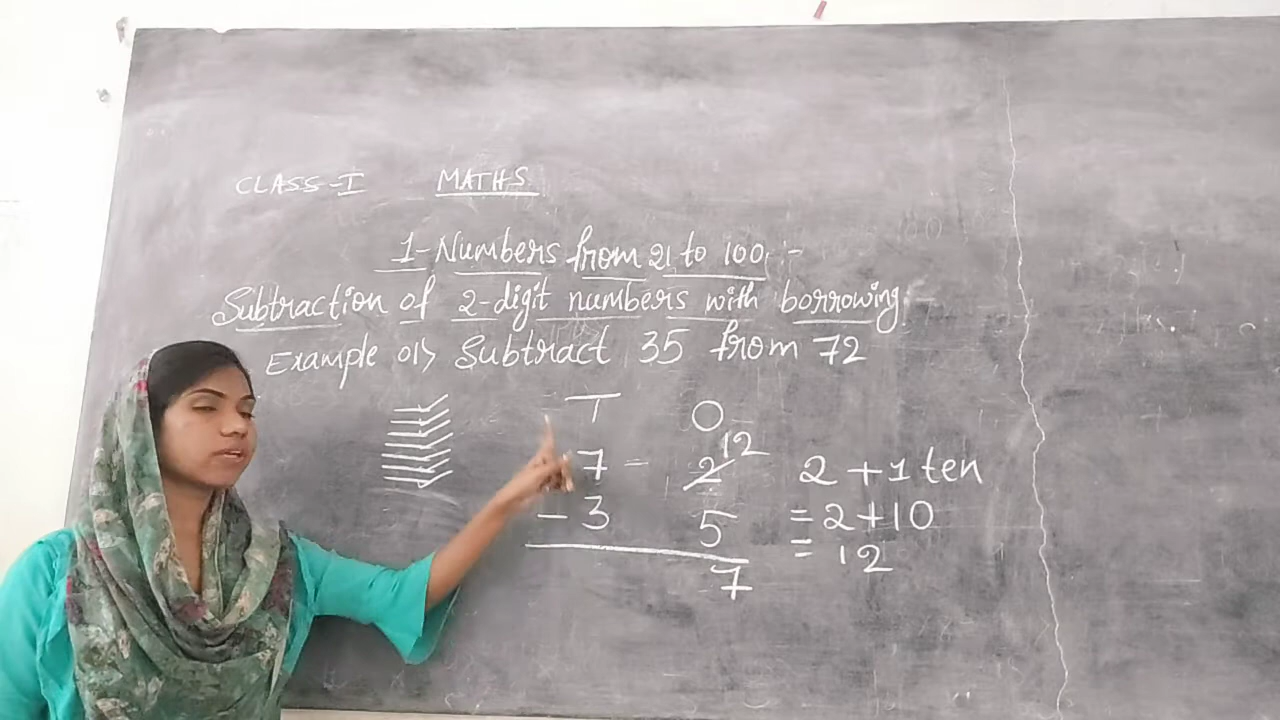 CLASS-I MATHS
1-Numbers from 21 to 100 :-
Subtraction of 2-digit numbers with borrowing.
Example 01> Subtract 35 from 72
T O
12
7 - 2 2 + 1 ten
- 3 5 = 2+10
= 12
7